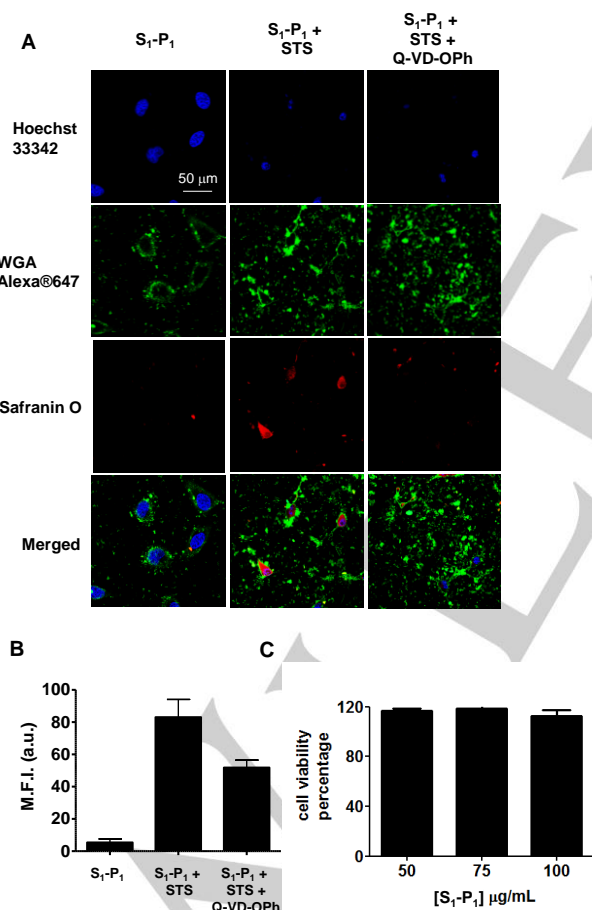 A
S1-P1
S1-P1 +
STS
S1-P1 +
STS +
Q-VD-OPh
Hoechst
33342
50 µm
WGA
Alexa®647
Safranin O
Merged
B
M.F.I. (a.u.)
100
80
60
40
20
0
S1-P1
S1-P1 +
STS
S1-P1 +
STS +
Q-VD-OPh
C
cell viability
percentage
120
80
40
0
50 75 100
[S1-P1] µg/mL